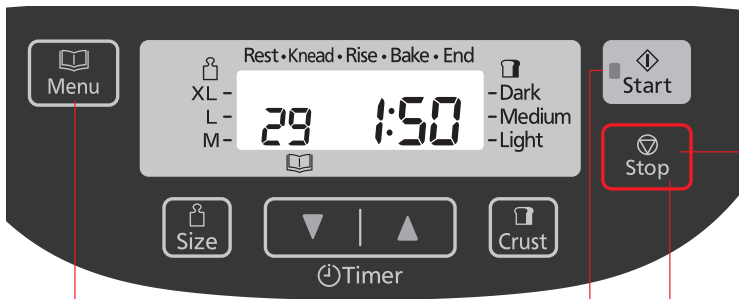 Menu
Rest • Knead • Rise • Bake • End
XL –
L –
M –
29
1:50
– Dark
– Medium
– Light
Start
Stop
Size
Timer
Crust